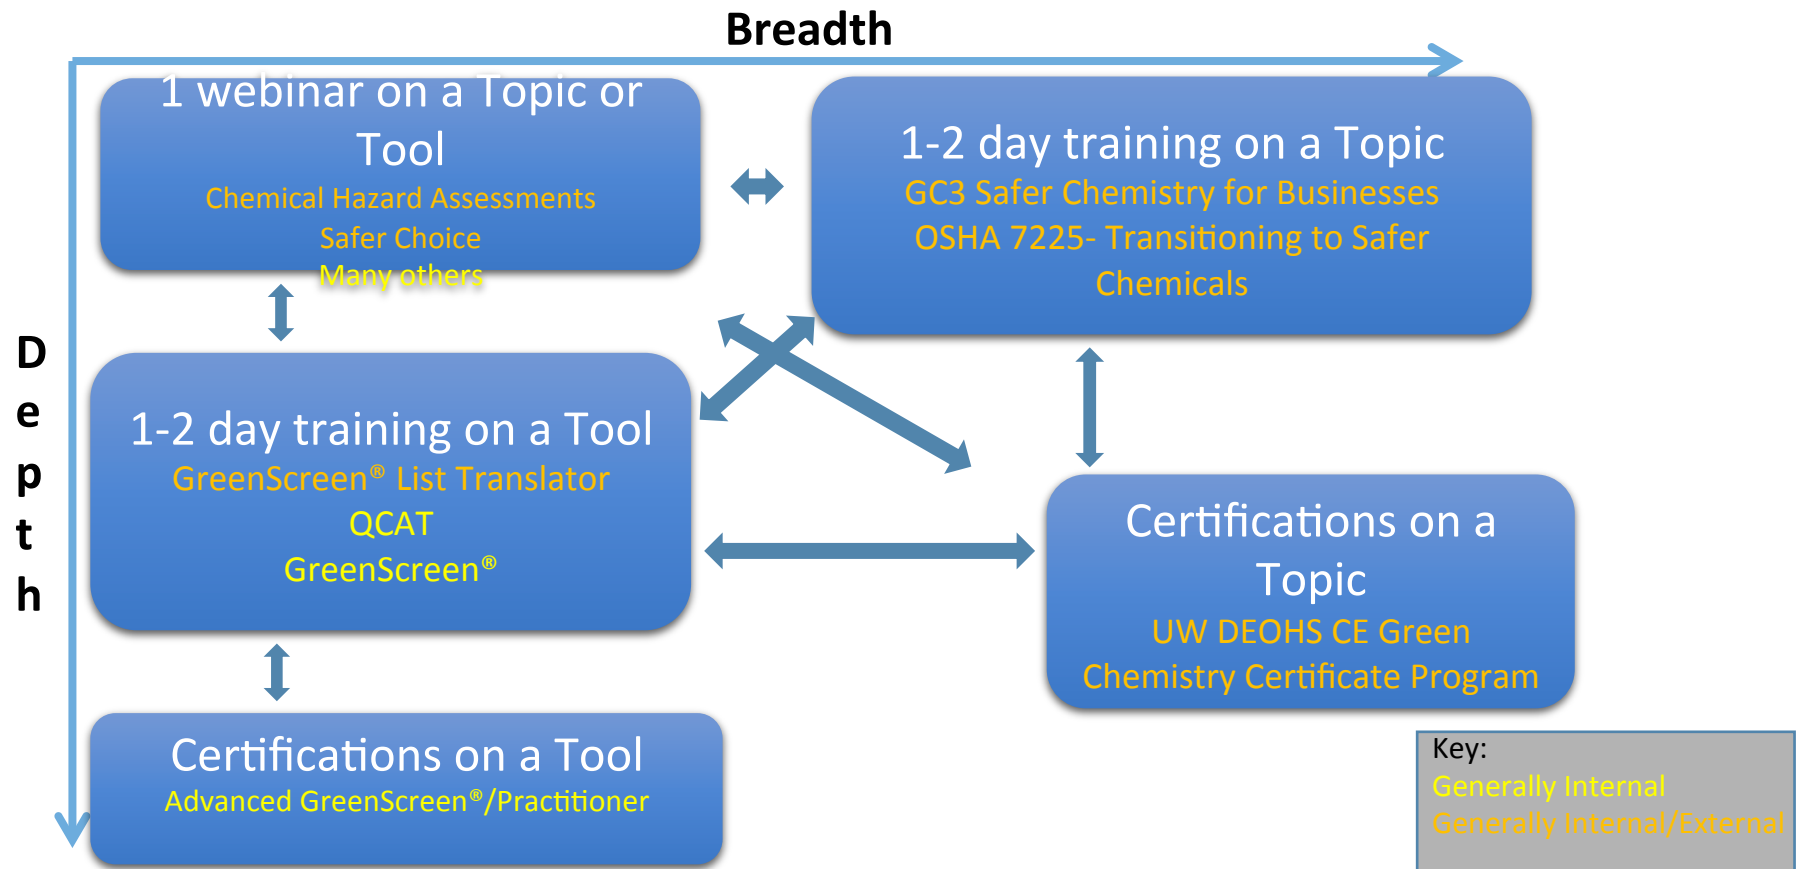 Breadth
1 webinar on a Topic or
Tool
Chemical Hazard Assessments
Safer Choice
Many others
1-2 day training on a Topic
GC3 Safer Chemistry for Businesses
OSHA 7225- Transitioning to Safer
Chemicals
Depth
1-2 day training on a Tool
GreenScreen® List Translator
QCAT
GreenScreen®
Certifications on a
Topic
UW DEOHS CE Green
Chemistry Certificate Program
Certifications on a Tool
Advanced GreenScreen®/Practitioner
Key:
Generally Internal
Generally Internal/External